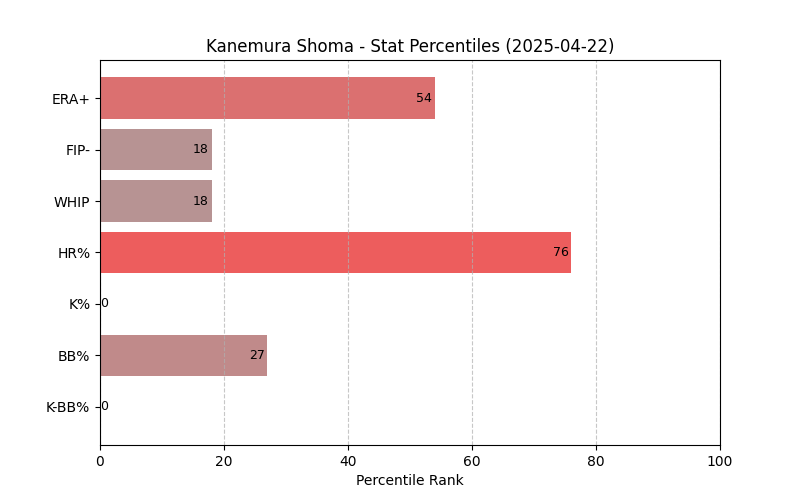 Kanemura Shoma - Stat Percentiles (2025-04-22)
ERA+ 54
FIP- 18
WHIP 18
HR% 76
K% 0
BB% 27
K-BB% 0
0 20 40 60 80 100
Percentile Rank